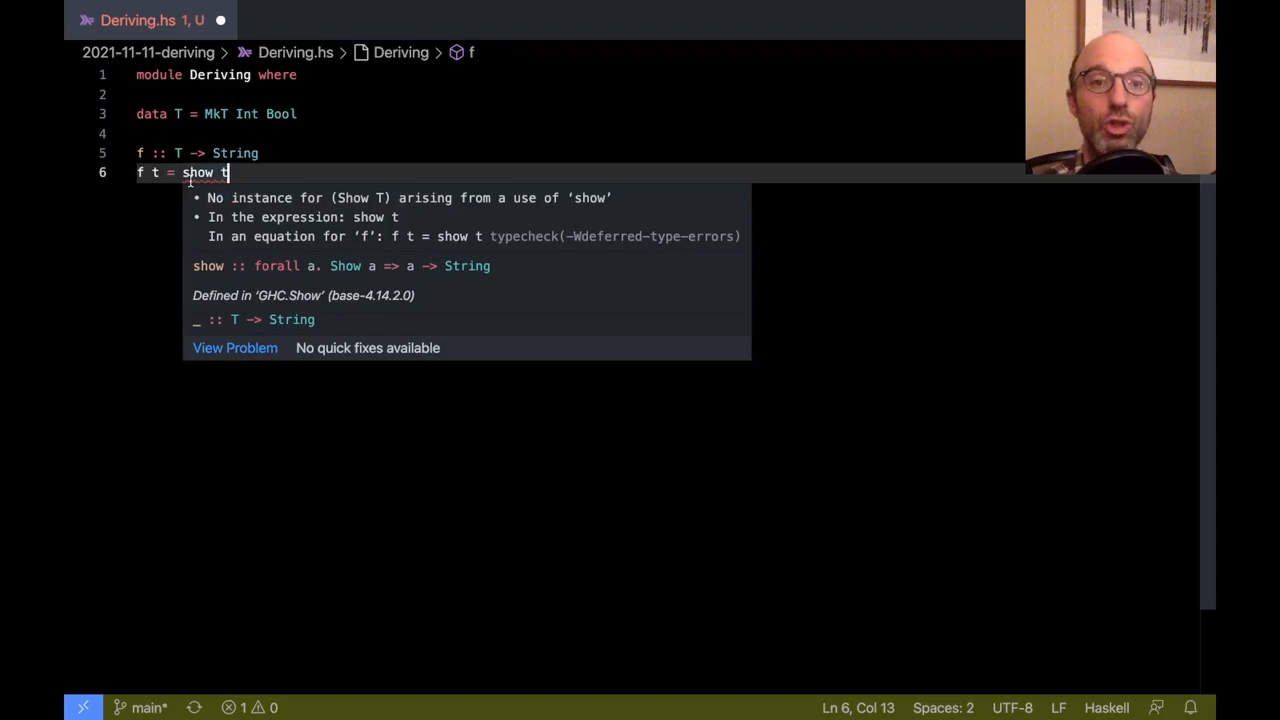 Deriving.hs 1, U
2021-11-11-deriving > Deriving.hs > Deriving > f
1 module Deriving where
2
3 data T = MkT Int Bool
4
5 f :: T -> String
6 f t = show t
• No instance for (Show T) arising from a use of ‘show’
• In the expression: show t
In an equation for ‘f’: f t = show t typecheck(-Wdeferred-type-errors)
show :: forall a. Show a => a -> String
Defined in ‘GHC.Show’ (base-4.14.2.0)
_ :: T -> String
View Problem No quick fixes available
main* 1 0 Ln 6, Col 13 Spaces: 2 UTF-8 LF Haskell